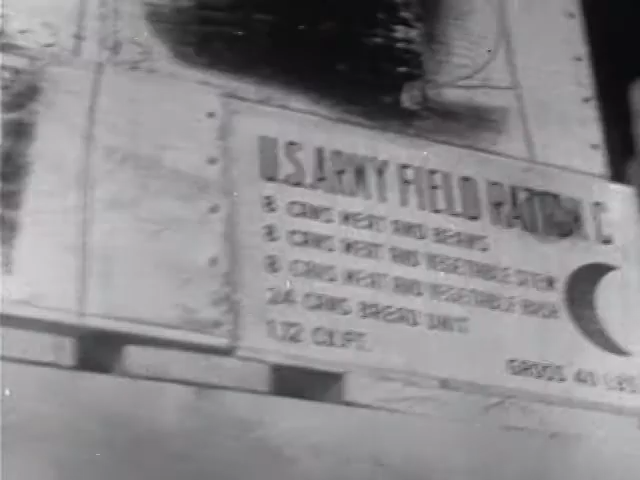 U.S. ARMY FIELD RATION C
8 CANS MEAT AND BEANS
8 CANS MEAT AND VEGETABLE STEW
8 CANS MEAT AND VEGETABLE HASH
24 CANS BREAD UNIT
1.12 CU.FT.
GROSS 40 LBS